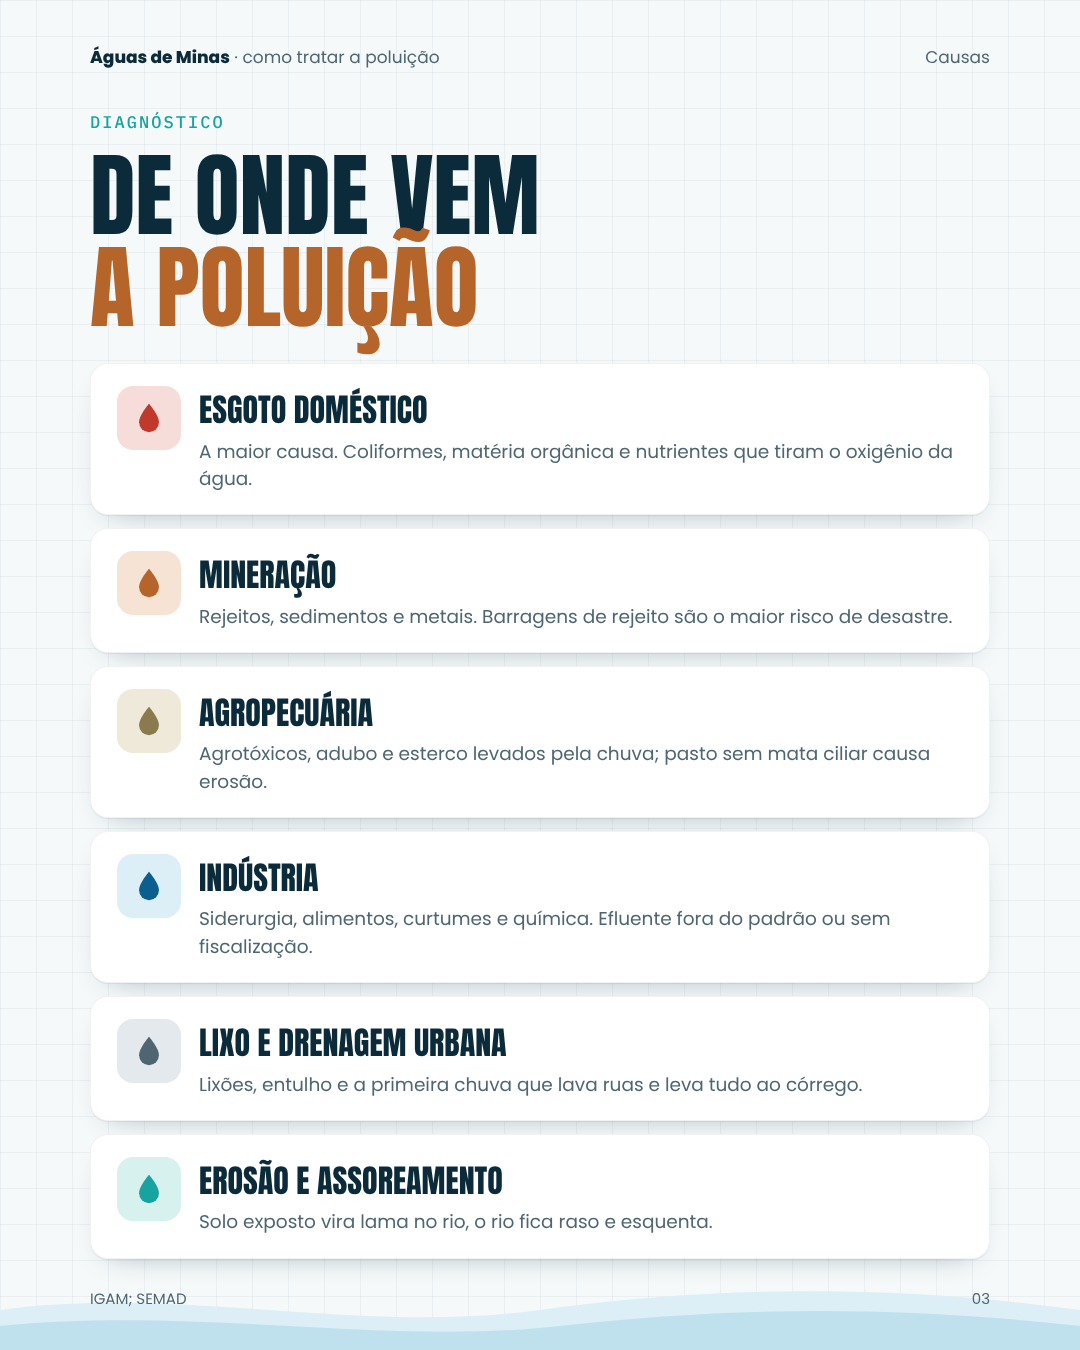 Águas de Minas · como tratar a poluição
Causas
DIAGNÓSTICO
DE ONDE VEM
A POLUIÇÃO
ESGOTO DOMÉSTICO
A maior causa. Coliformes, matéria orgânica e nutrientes que tiram o oxigênio da
água.
MINERAÇÃO
Rejeitos, sedimentos e metais. Barragens de rejeito são o maior risco de desastre.
AGROPECUÁRIA
Agrotóxicos, adubo e esterco levados pela chuva; pasto sem mata ciliar causa
erosão.
INDÚSTRIA
Siderurgia, alimentos, curtumes e química. Efluente fora do padrão ou sem
fiscalização.
LIXO E DRENAGEM URBANA
Lixões, entulho e a primeira chuva que lava ruas e leva tudo ao córrego.
EROSÃO E ASSOREAMENTO
Solo exposto vira lama no rio, o rio fica raso e esquenta.
IGAM; SEMAD
03